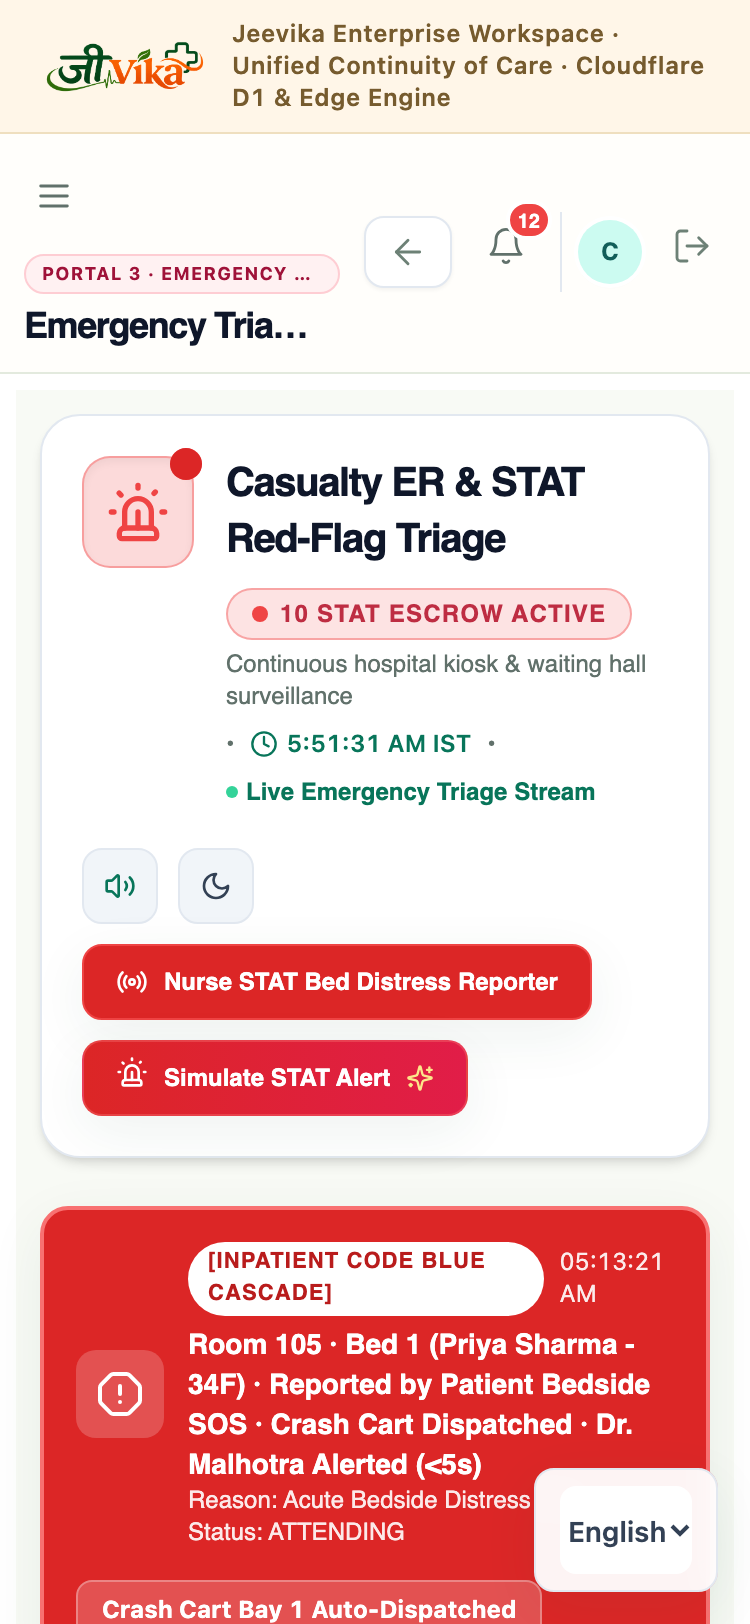 जीvika
Jeevika Enterprise Workspace ·
Unified Continuity of Care · Cloudflare
D1 & Edge Engine
12
C
PORTAL 3 · EMERGENCY ...
Emergency Tria...
Casualty ER & STAT
Red-Flag Triage
10 STAT ESCROW ACTIVE
Continuous hospital kiosk & waiting hall
surveillance
· 5:51:31 AM IST ·
Live Emergency Triage Stream
Nurse STAT Bed Distress Reporter
Simulate STAT Alert
[INPATIENT CODE BLUE
CASCADE]
05:13:21
AM
Room 105 · Bed 1 (Priya Sharma -
34F) · Reported by Patient Bedside
SOS · Crash Cart Dispatched · Dr.
Malhotra Alerted (<5s)
Reason: Acute Bedside Distress
Status: ATTENDING
English
Crash Cart Bay 1 Auto-Dispatched